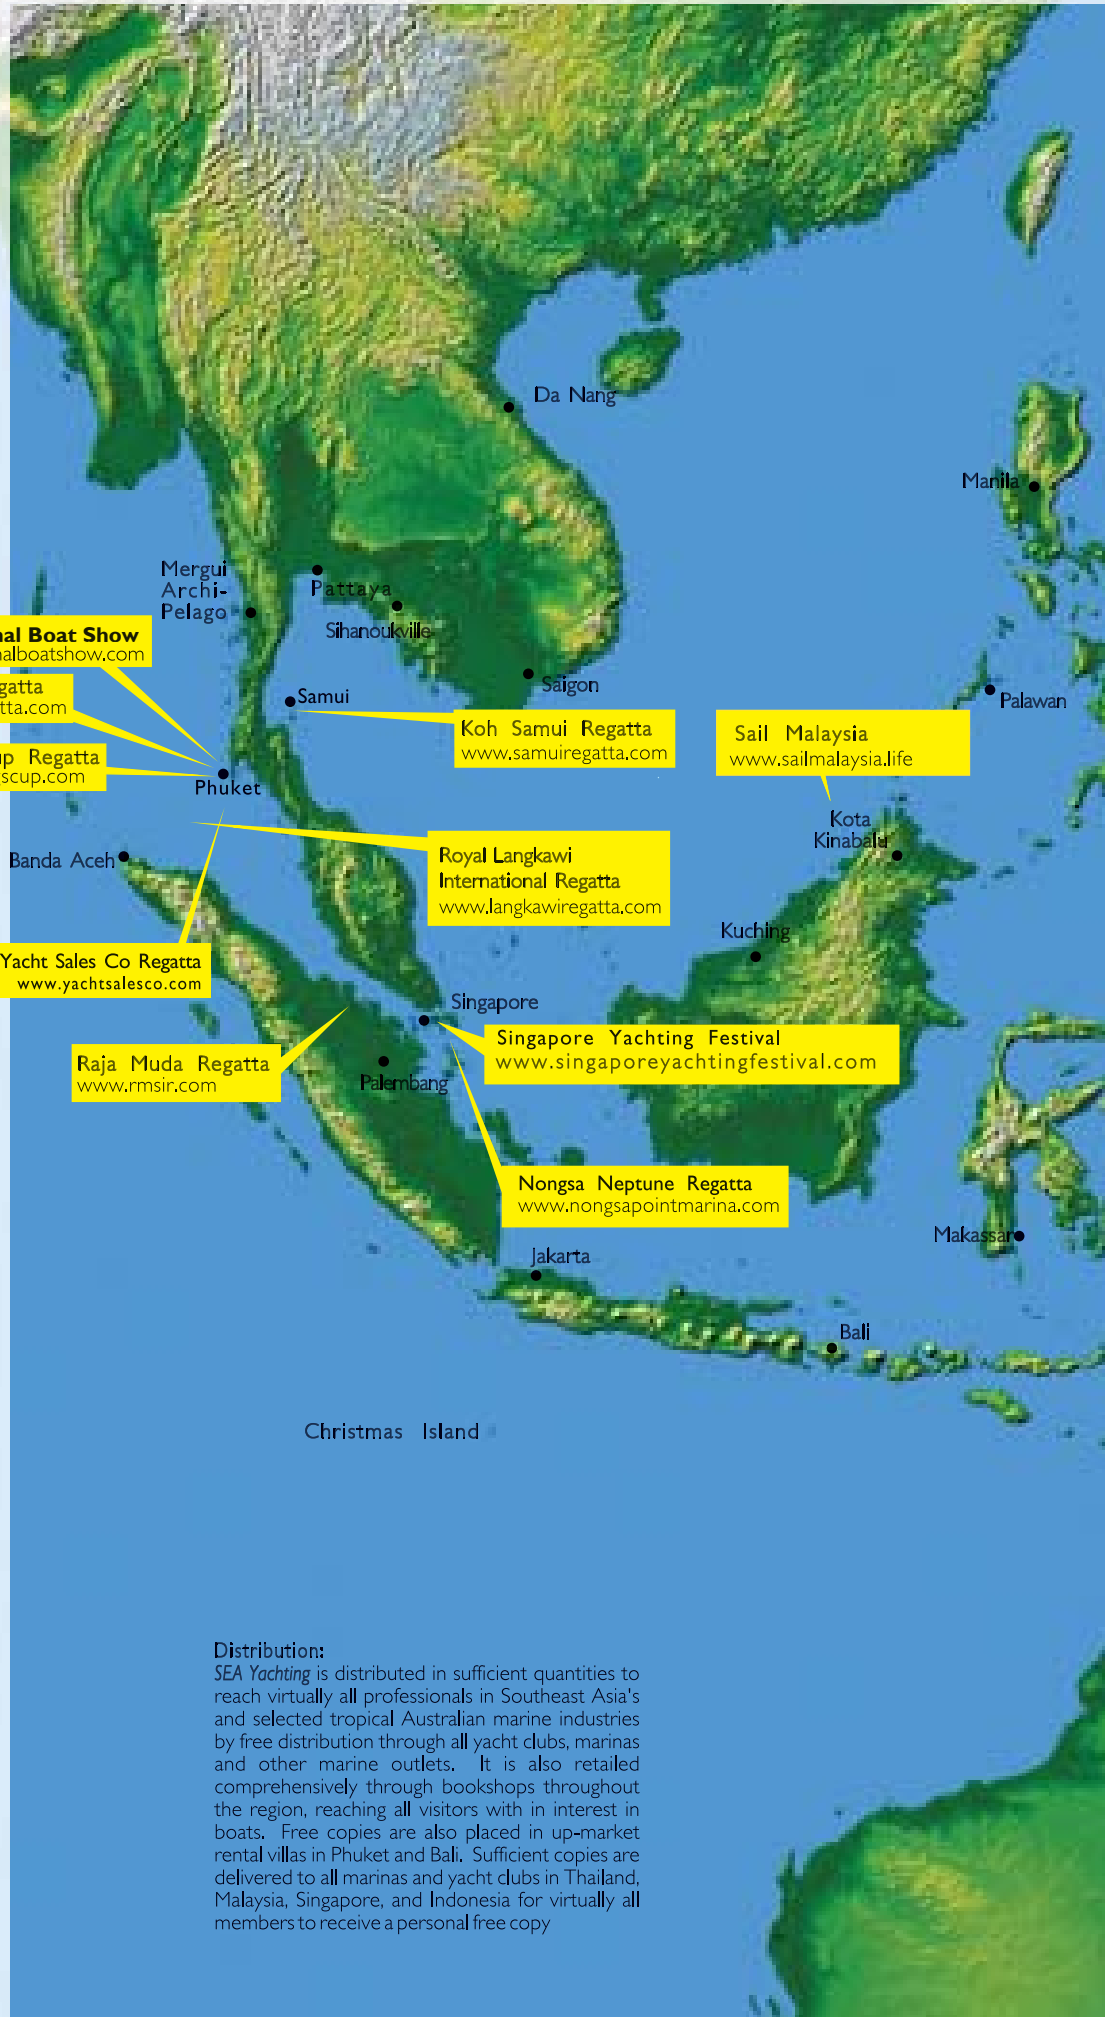 Da Nang
Manila
Mergui
Archi-
Pelago
Pattaya
Sihanoukville
Boat Show
Saigon
Samui
Palawan
Koh Samui Regatta
www.samuiregatta.com
Sail Malaysia
www.sailmalaysia.life
Regatta
Phuket
Kota
Kinabalu
Banda Aceh
Royal Langkawi
International Regatta
www.langkawiregatta.com
Kuching
Yacht Sales Co Regatta
www.yachtsalesco.com
Singapore
Singapore Yachting Festival
www.singaporeyachtingfestival.com
Raja Muda Regatta
www.rmsir.com
Palembang
Nongsa Neptune Regatta
www.nongsapointmarina.com
Makassar
Jakarta
Bali
Christmas Island
Distribution:
SEA Yachting is distributed in sufficient quantities to
reach virtually all professionals in Southeast Asia's
and selected tropical Australian marine industries
by free distribution through all yacht clubs, marinas
and other marine outlets. It is also retailed
comprehensively through bookshops throughout
the region, reaching all visitors with in interest in
boats. Free copies are also placed in up-market
rental villas in Phuket and Bali. Sufficient copies are
delivered to all marinas and yacht clubs in Thailand,
Malaysia, Singapore, and Indonesia for virtually all
members to receive a personal free copy